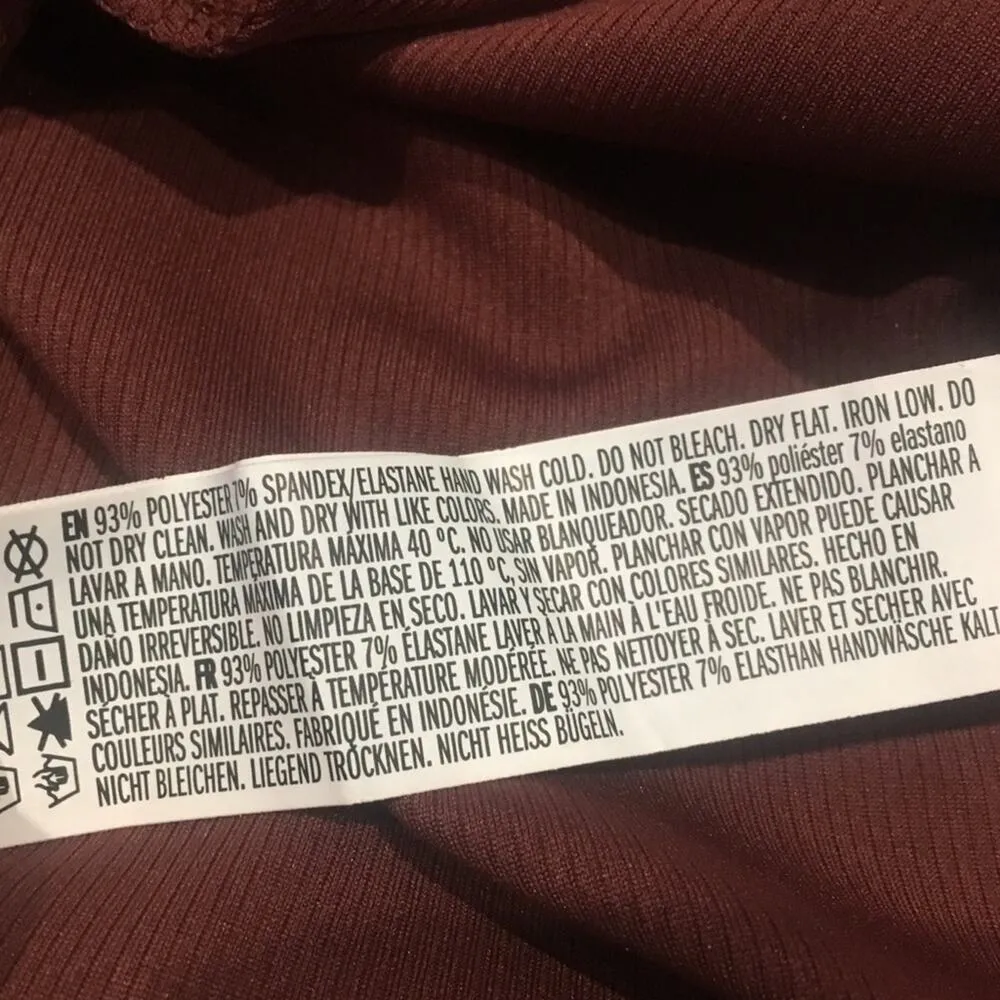 EN 93% POLYESTER 7% SPANDEX/ELASTANE HAND WASH COLD. DO NOT BLEACH. DRY FLAT. IRON LOW. DO
NOT DRY CLEAN. WASH AND DRY WITH LIKE COLORS. MADE IN INDONESIA. ES 93% poliéster 7% elastano
LAVAR A MANO. TEMPERATURA MÁXIMA 40 °C. NO USAR BLANQUEADOR. SECADO EXTENDIDO. PLANCHAR A
UNA TEMPERATURA MÁXIMA DE LA BASE DE 110 °C, SIN VAPOR. PLANCHAR CON VAPOR PUEDE CAUSAR
DAÑO IRREVERSIBLE. NO LIMPIEZA EN SECO. LAVAR Y SECAR CON COLORES SIMILARES. HECHO EN
INDONESIA. FR 93% POLYESTER 7% ÉLASTANE LAVER À LA MAIN À L'EAU FROIDE. NE PAS BLANCHIR.
SÉCHER À PLAT. REPASSER À TEMPÉRATURE MODÉRÉE. NE PAS NETTOYER À SEC. LAVER ET SÉCHER AVEC
COULEURS SIMILAIRES. FABRIQUÉ EN INDONÉSIE. DE 93% POLYESTER 7% ELASTHAN HANDWÄSCHE KALT
NICHT BLEICHEN. LIEGEND TROCKNEN. NICHT HEISS BÜGELN.